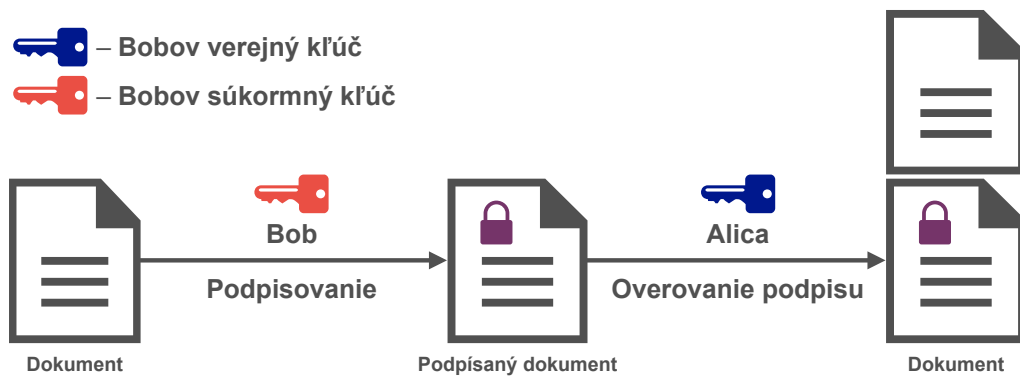 – Bobov verejný kľúč
– Bobov súkormný kľúč
Bob
Podpisovanie
Alica
Overovanie podpisu
Dokument
Podpísaný dokument
Dokument